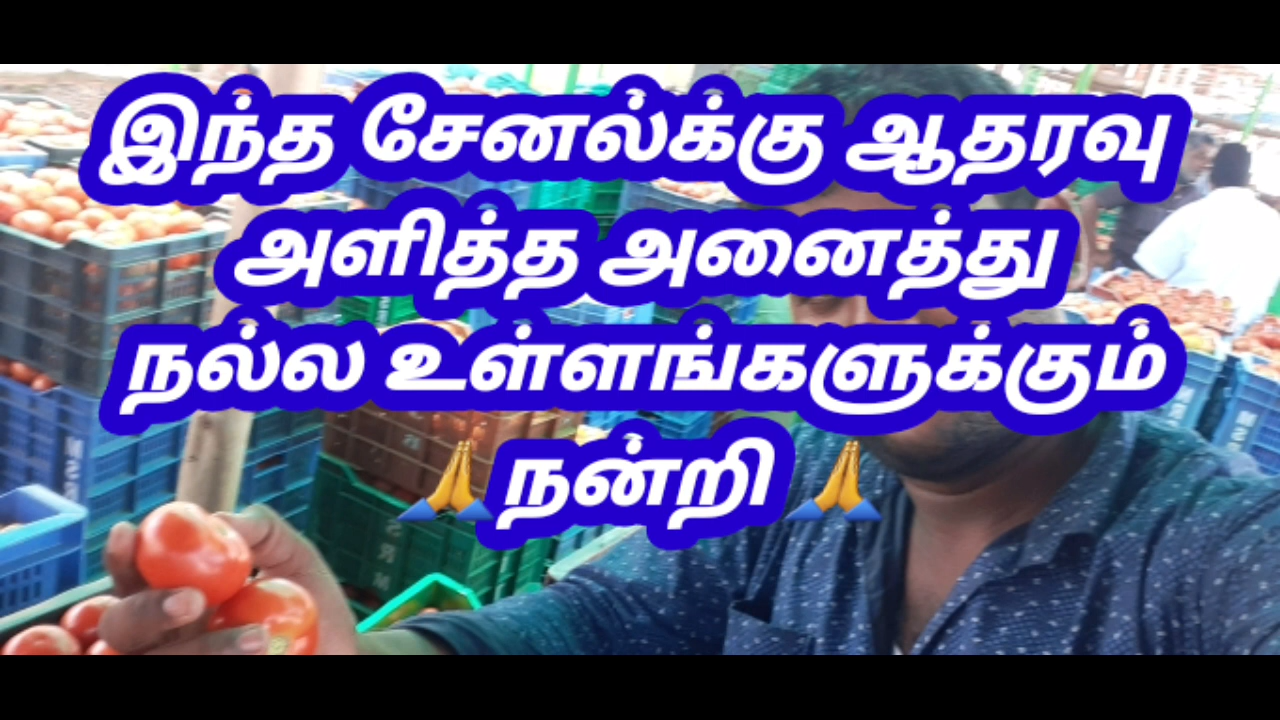 இந்த சேனல்க்கு ஆதரவு
அளித்த அனைத்து
நல்ல உள்ளங்களுக்கும்
🙏நன்றி 🙏